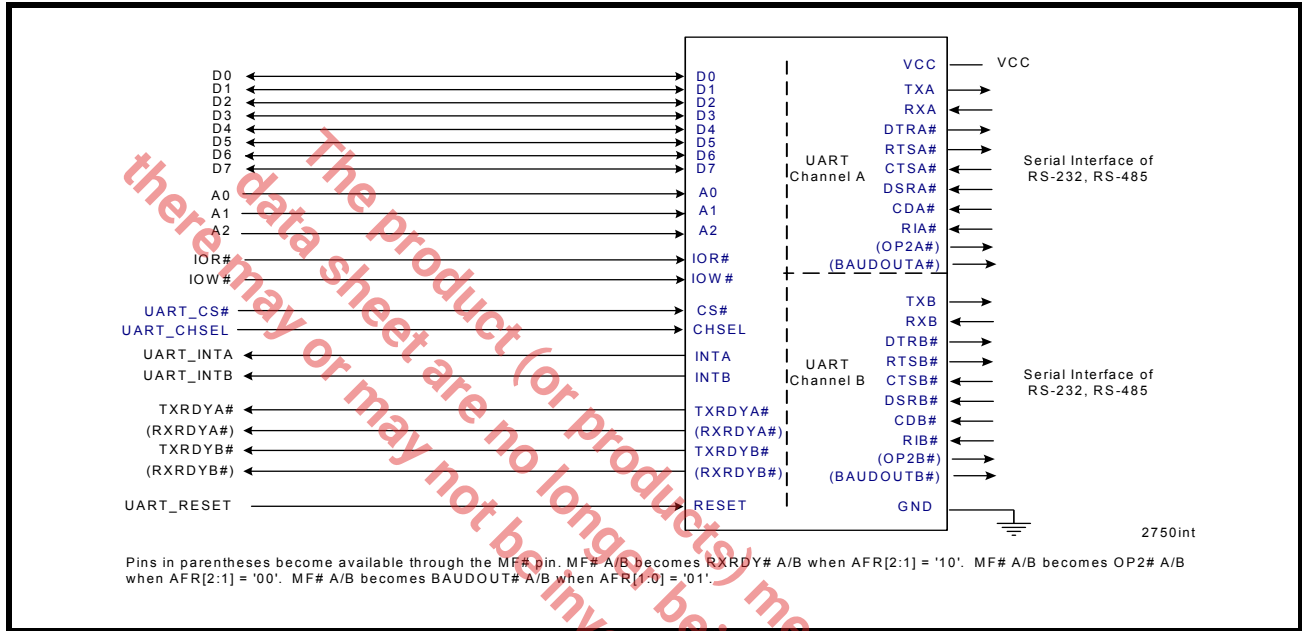 D0
D1
D2
D3
D4
D5
D6
D7
A0
A1
A2
IOR#
IOW#
UART_CS#
UART_CHSEL
UART_INTA
UART_INTB
TXRDYA#
(RXRDYA#)
TXRDYB#
(RXRDYB#)
UART_RESET
D0
D1
D2
D3
D4
D5
D6
D7
A0
A1
A2
IOR#
IOW#
CS#
CHSEL
INTA
INTB
TXRDYA#
(RXRDYA#)
TXRDYB#
(RXRDYB#)
RESET
UART
Channel A
UART
Channel B
VCC
TXA
RXA
DTRA#
RTSA#
CTSA#
DSRA#
CDA#
RIA#
(OP2A#)
(BAUDOUTA#)
TXB
RXB
DTRB#
RTSB#
CTSB#
DSRB#
CDB#
RIB#
(OP2B#)
(BAUDOUTB#)
GND
VCC
Serial Interface of
RS-232, RS-485
Serial Interface of
RS-232, RS-485
2750int
Pins in parentheses become available through the MF# pin. MF# A/B becomes RXRDY# A/B when AFR[2:1] = '10'. MF# A/B becomes OP2# A/B
when AFR[2:1] = '00'. MF# A/B becomes BAUDOUT# A/B when AFR[1:0] = '01'.
The product (or products) me
data sheet are no longer be
there may or may not be inv